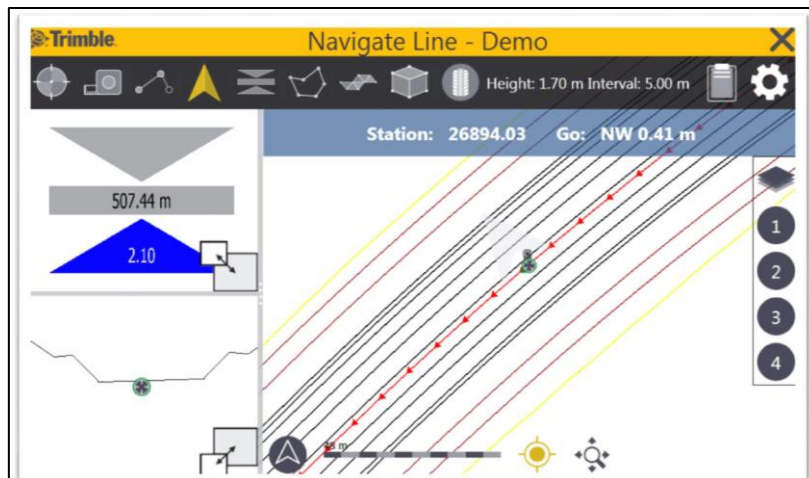 Trimble.
Navigate Line - Demo
Height: 1.70 m Interval: 5.00 m
Station: 26894.03 Go: NW 0.41 m
507.44 m
2.10
1
2
3
4